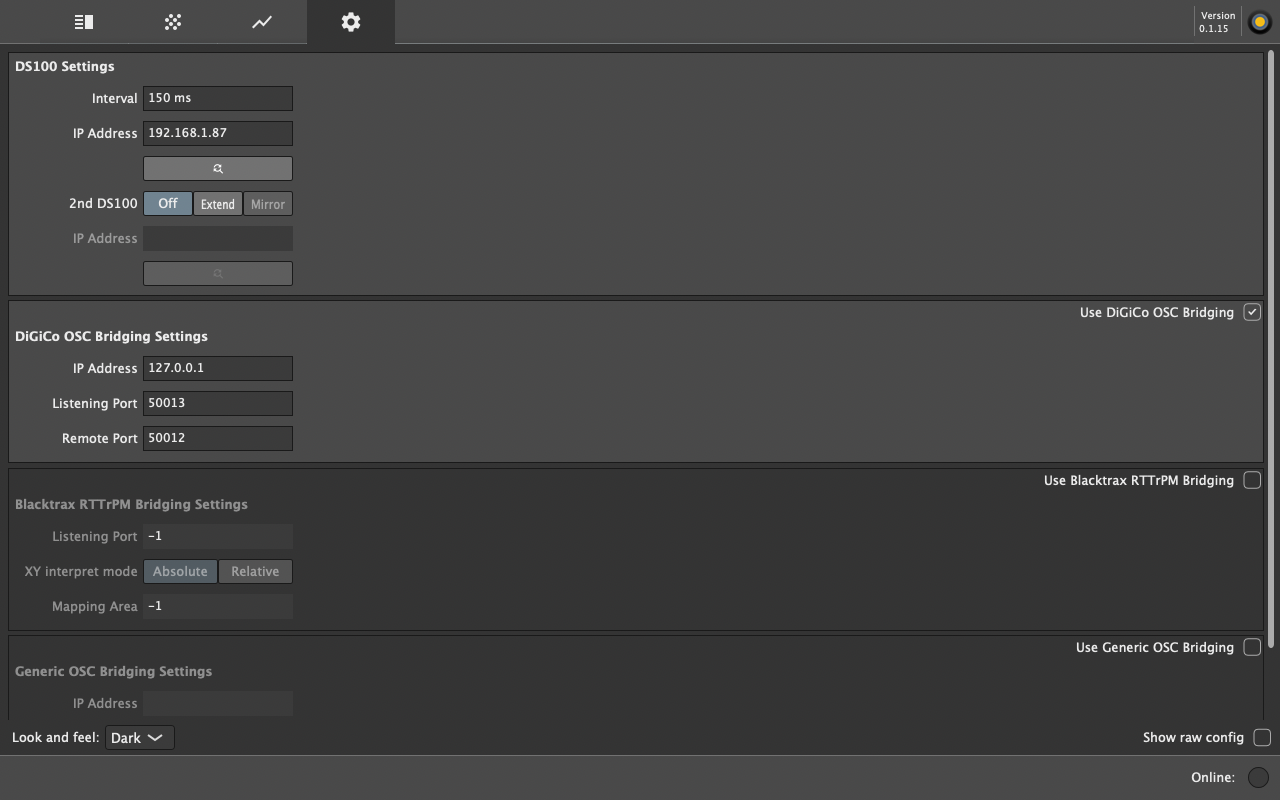 Version
0.1.15
DS100 Settings
Interval 150 ms
IP Address 192.168.1.87
2nd DS100 Off Extend Mirror
IP Address
Use DiGiCo OSC Bridging
DiGiCo OSC Bridging Settings
IP Address 127.0.0.1
Listening Port 50013
Remote Port 50012
Use Blacktrax RTTrPM Bridging
Blacktrax RTTrPM Bridging Settings
Listening Port -1
XY interpret mode Absolute Relative
Mapping Area -1
Use Generic OSC Bridging
Generic OSC Bridging Settings
IP Address
Look and feel: Dark Show raw config
Online: